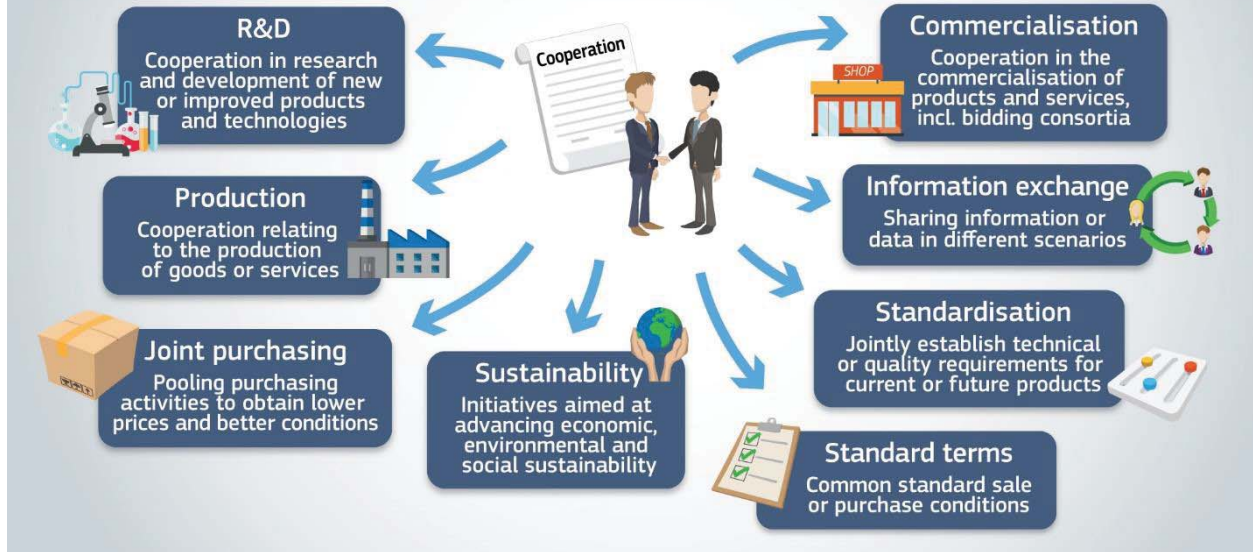 Cooperation
R&D
Cooperation in research
and development of new
or improved products
and technologies
Production
Cooperation relating
to the production
of goods or services
Joint purchasing
Pooling purchasing
activities to obtain lower
prices and better conditions
Sustainability
Initiatives aimed at
advancing economic,
environmental and
social sustainability
Commercialisation
Cooperation in the
commercialisation of
products and services,
incl. bidding consortia
SHOP
Information exchange
Sharing information or
data in different scenarios
Standardisation
Jointly establish technical
or quality requirements for
current or future products
Standard terms
Common standard sale
or purchase conditions